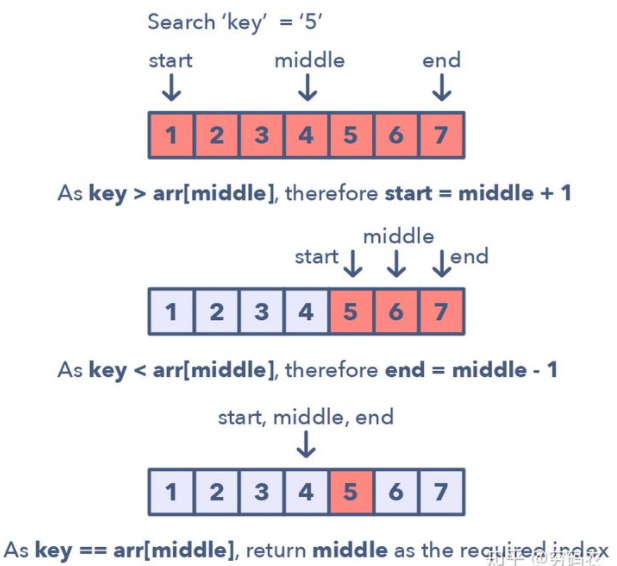 Search ‘key’ = ‘5’
start middle end
1 2 3 4 5 6 7
As key > arr[middle], therefore start = middle + 1
middle
start end
1 2 3 4 5 6 7
As key < arr[middle], therefore end = middle - 1
start, middle, end
1 2 3 4 5 6 7
As key == arr[middle], return middle as the required index
知乎 @穷码农